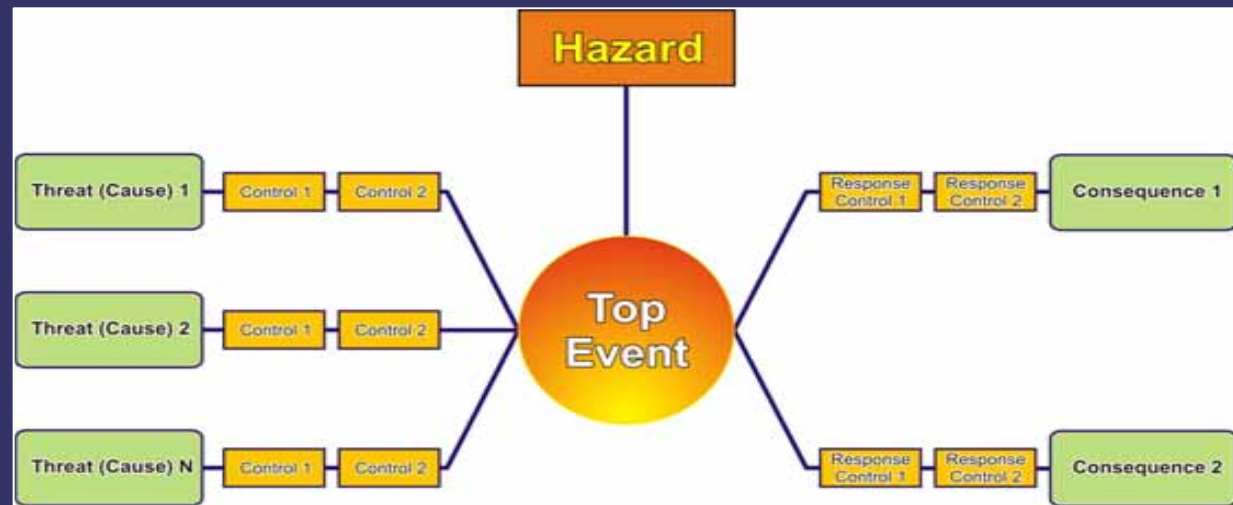 Hazard
Threat (Cause) 1
Control 1
Control 2
Response
Control 1
Response
Control 2
Consequence 1
Threat (Cause) 2
Control 1
Control 2
Top
Event
Threat (Cause) N
Control 1
Control 2
Response
Control 1
Response
Control 2
Consequence 2